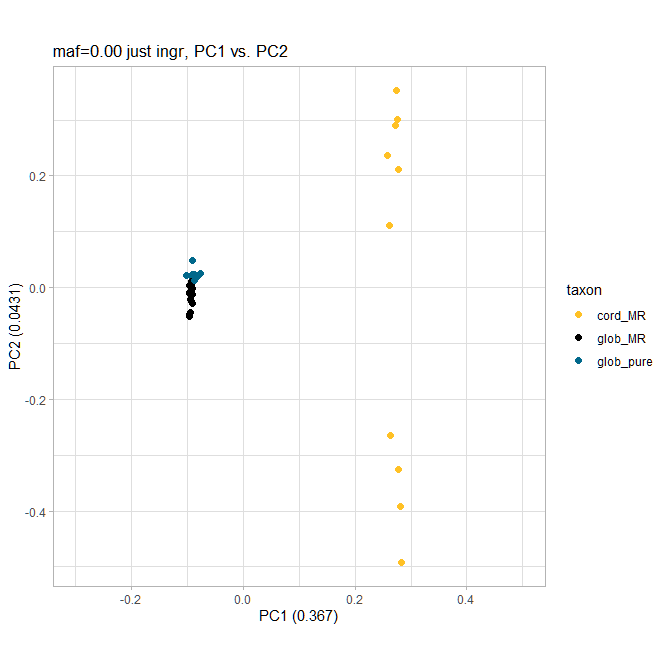 maf=0.00 just ingr, PC1 vs. PC2
0.2
0.0
-0.2
-0.4
PC2 (0.0431)
-0.2
0.0
0.2
0.4
PC1 (0.367)
taxon
cord_MR
glob_MR
glob_pure